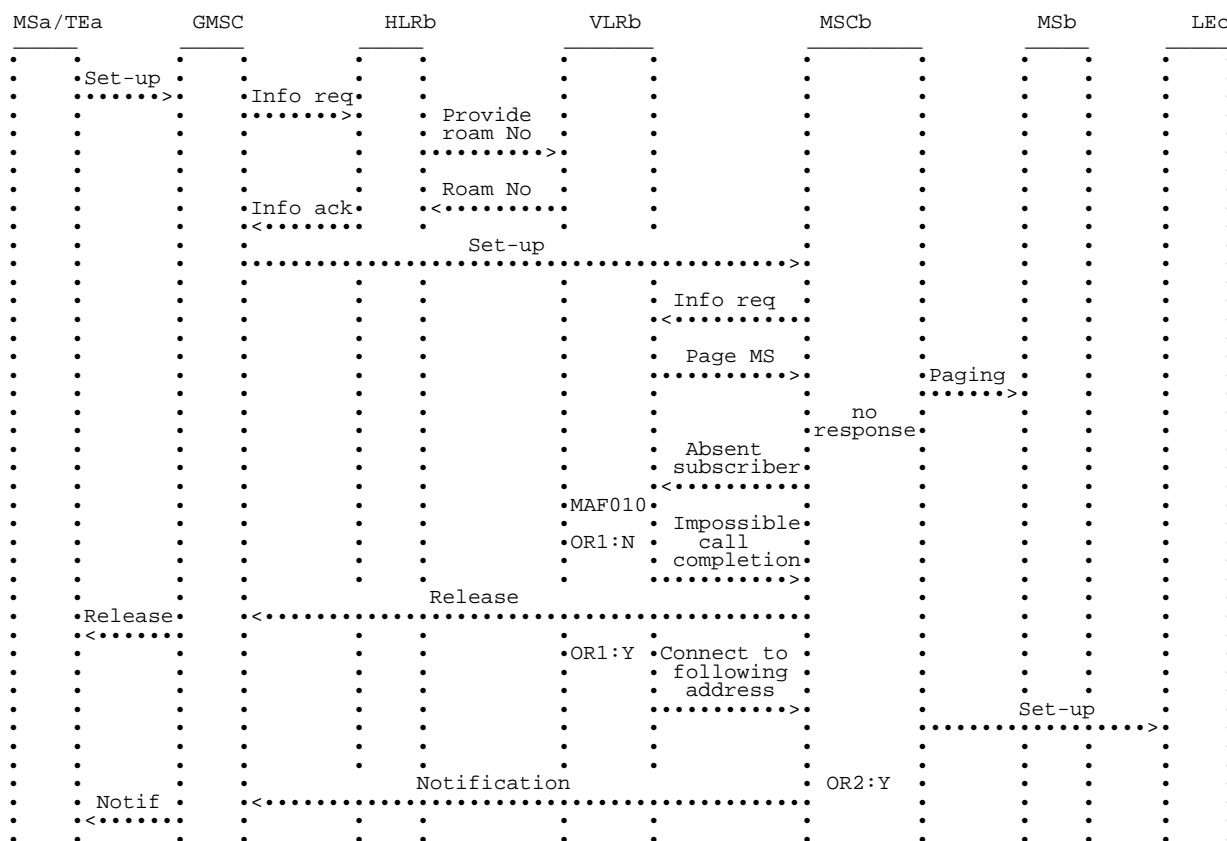 MSa/TEa GMSC HLRb VLRb MSCb MSb LEc
Set-up
Info req
Provide
roam No
Roam No
Info ack
Set-up
Info req
Page MS
Paging
no
response
Absent
subscriber
MAF010
Impossible
OR1:N call
completion
Release
Release
OR1:Y Connect to
following
address
Set-up
Notification OR2:Y
Notif